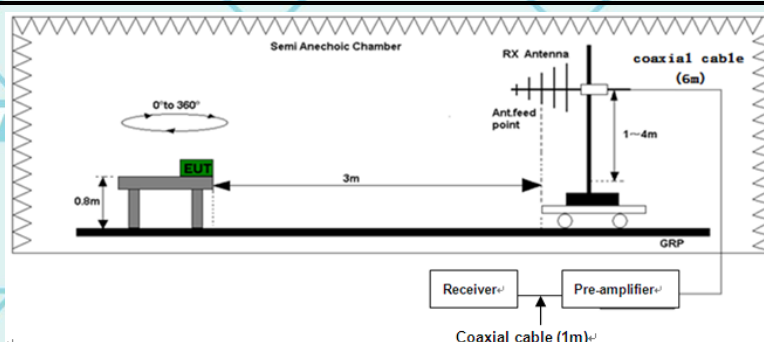 Semi Anechoic Chamber
RX Antenna
coaxial cable
(6m)
0°to 360°
Ant.feed
point
1～4m
EUT
3m
0.8m
GRP
Receiver↵
Pre-amplifier↵
Coaxial cable (1m)↵